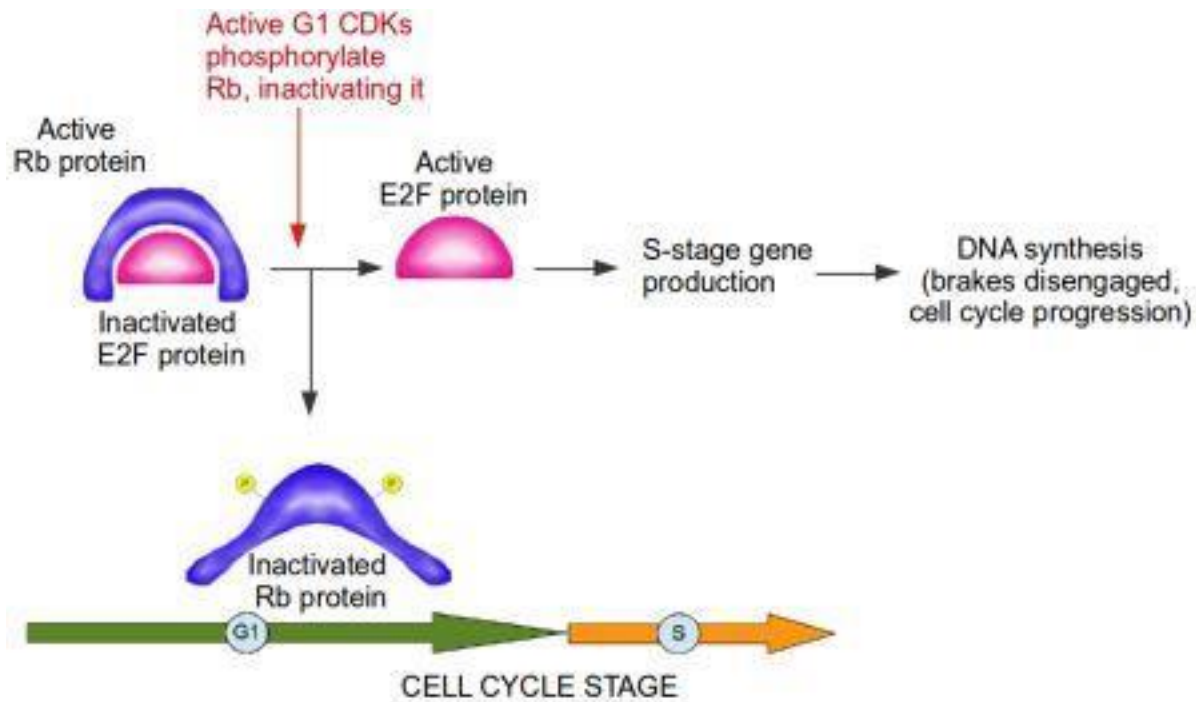 Active G1 CDKs
phosphorylate
Rb, inactivating it
Active
Rb protein
Active
E2F protein
Inactivated
E2F protein
S-stage gene
production
DNA synthesis
(brakes disengaged,
cell cycle progression)
P
P
Inactivated
Rb protein
G1
S
CELL CYCLE STAGE